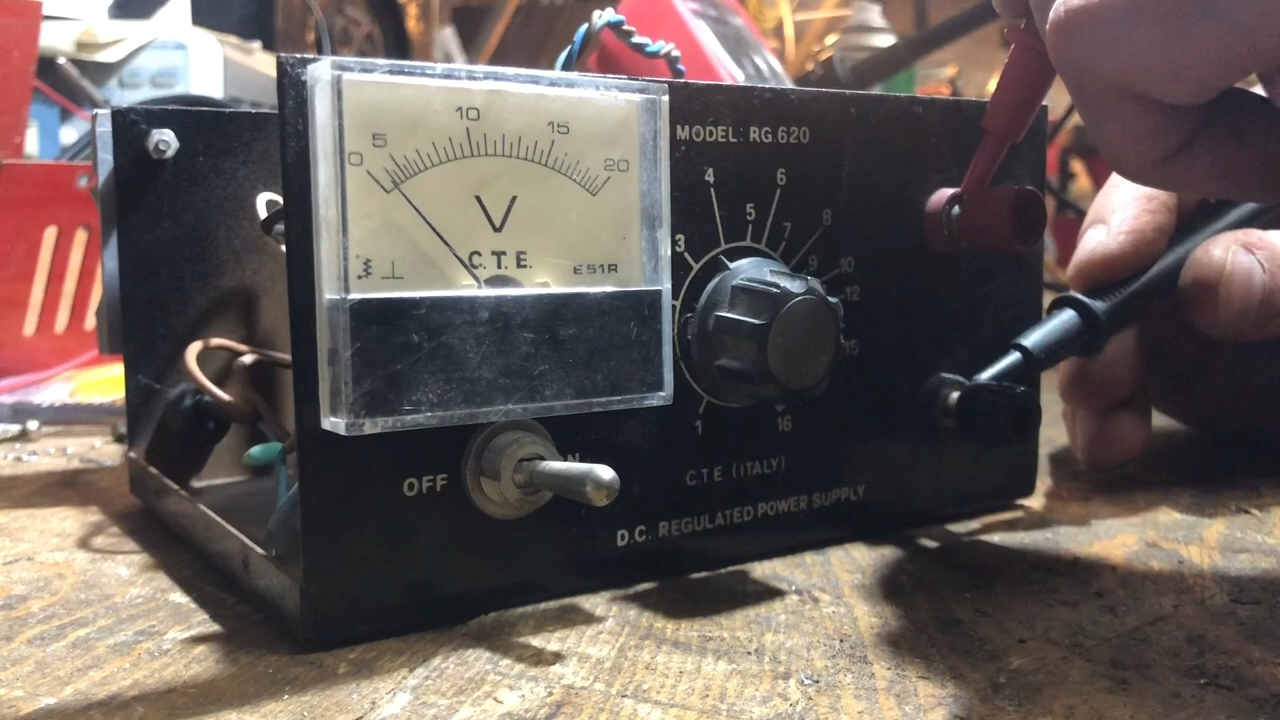 0 5 10 15 20
V
C.T.E.
E51R
MODEL: RG.620
4 6
5
3 7 8
9 10
12
15
1 16
OFF
C.T.E. (ITALY)
D.C. REGULATED POWER SUPPLY